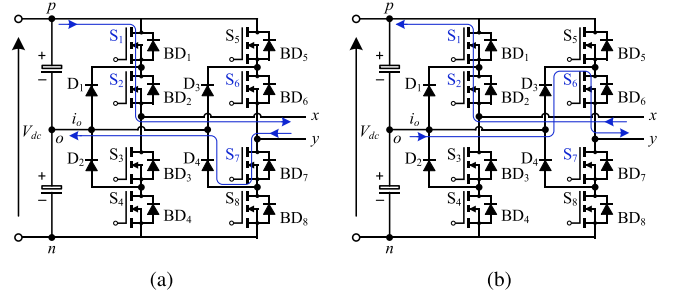 p
S1
BD1
S5
BD5
+
−
S2
BD2
S6
BD6
D1
D3
x
io
y
Vdc
o
D2
S3
BD3
D4
S7
BD7
+
−
S4
BD4
S8
BD8
n
(a)
p
S1
BD1
S5
BD5
+
−
S2
BD2
S6
BD6
D1
D3
x
io
y
Vdc
o
D2
S3
BD3
D4
S7
BD7
+
−
S4
BD4
S8
BD8
n
(b)